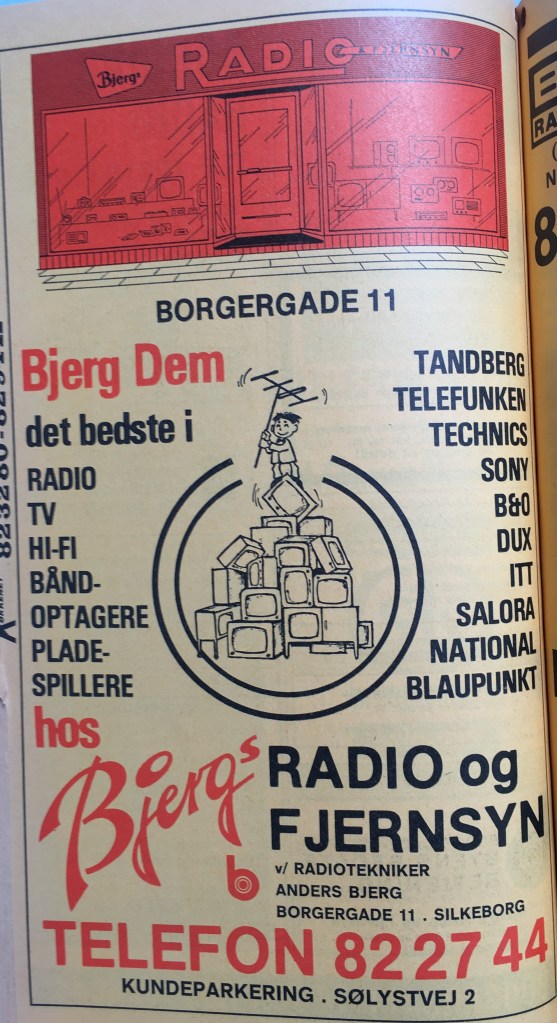 Bjergs
RADIO & FJERNSYN
BORGERGADE 11
Bjerg Dem
det bedste i
RADIO
TV
HI-FI
BÅND-
OPTAGERE
PLADE-
SPILLERE
TANDBERG
TELEFUNKEN
TECHNICS
SONY
B&O
DUX
ITT
SALORA
NATIONAL
BLAUPUNKT
hos
Bjergs
RADIO og
FJERNSYN
b
v/ RADIOTEKNIKER
ANDERS BJERG
BORGERGADE 11 . SILKEBORG
TELEFON 82 27 44
KUNDEPARKERING . SØLYSTVEJ 2